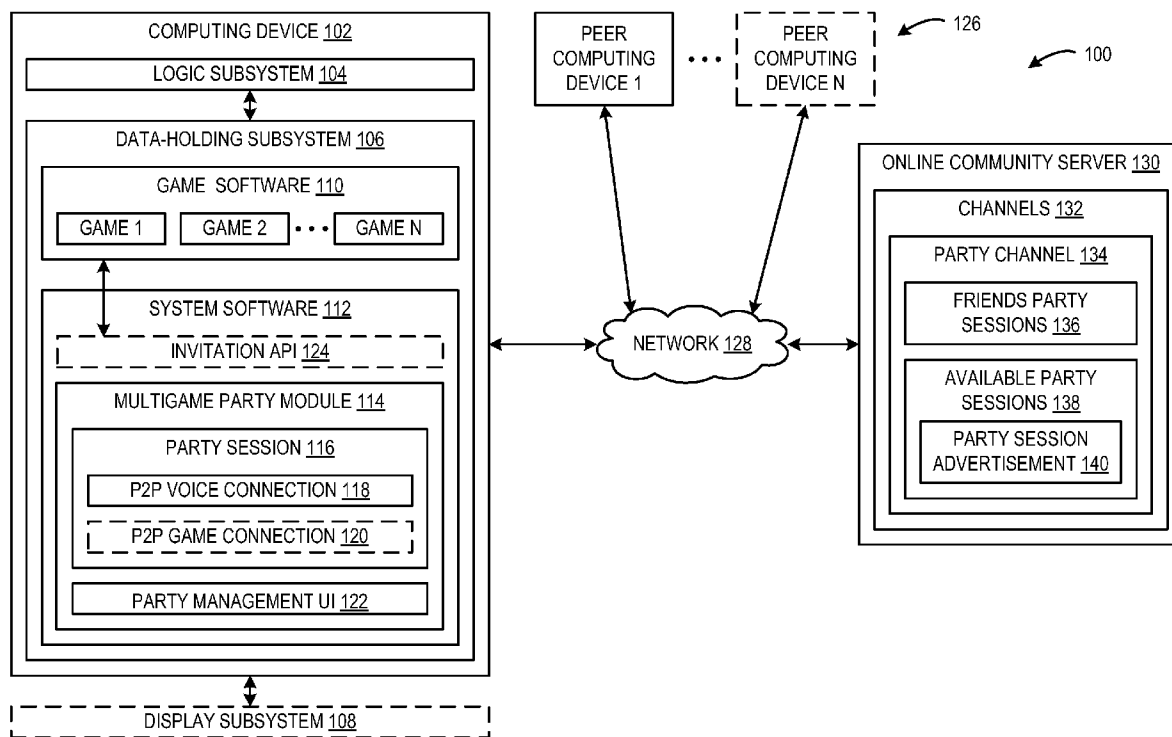 COMPUTING DEVICE 102
LOGIC SUBSYSTEM 104
DATA-HOLDING SUBSYSTEM 106
GAME SOFTWARE 110
GAME 1
GAME 2
GAME N
SYSTEM SOFTWARE 112
INVITATION API 124
MULTIGAME PARTY MODULE 114
PARTY SESSION 116
P2P VOICE CONNECTION 118
P2P GAME CONNECTION 120
PARTY MANAGEMENT UI 122
DISPLAY SUBSYSTEM 108
PEER
COMPUTING
DEVICE 1
PEER
COMPUTING
DEVICE N
126
100
NETWORK 128
ONLINE COMMUNITY SERVER 130
CHANNELS 132
PARTY CHANNEL 134
FRIENDS PARTY
SESSIONS 136
AVAILABLE PARTY
SESSIONS 138
PARTY SESSION
ADVERTISEMENT 140